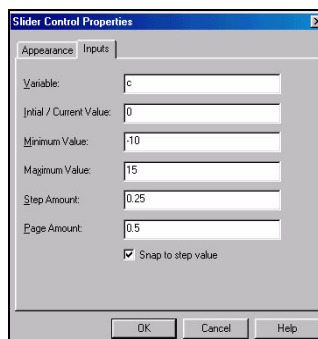 Slider Control Properties
Appearance Inputs
Variable: c
Intial / Current Value: 0
Minimum Value: -10
Maximum Value: 15
Step Amount: 0.25
Page Amount: 0.5
Snap to step value
OK Cancel Help